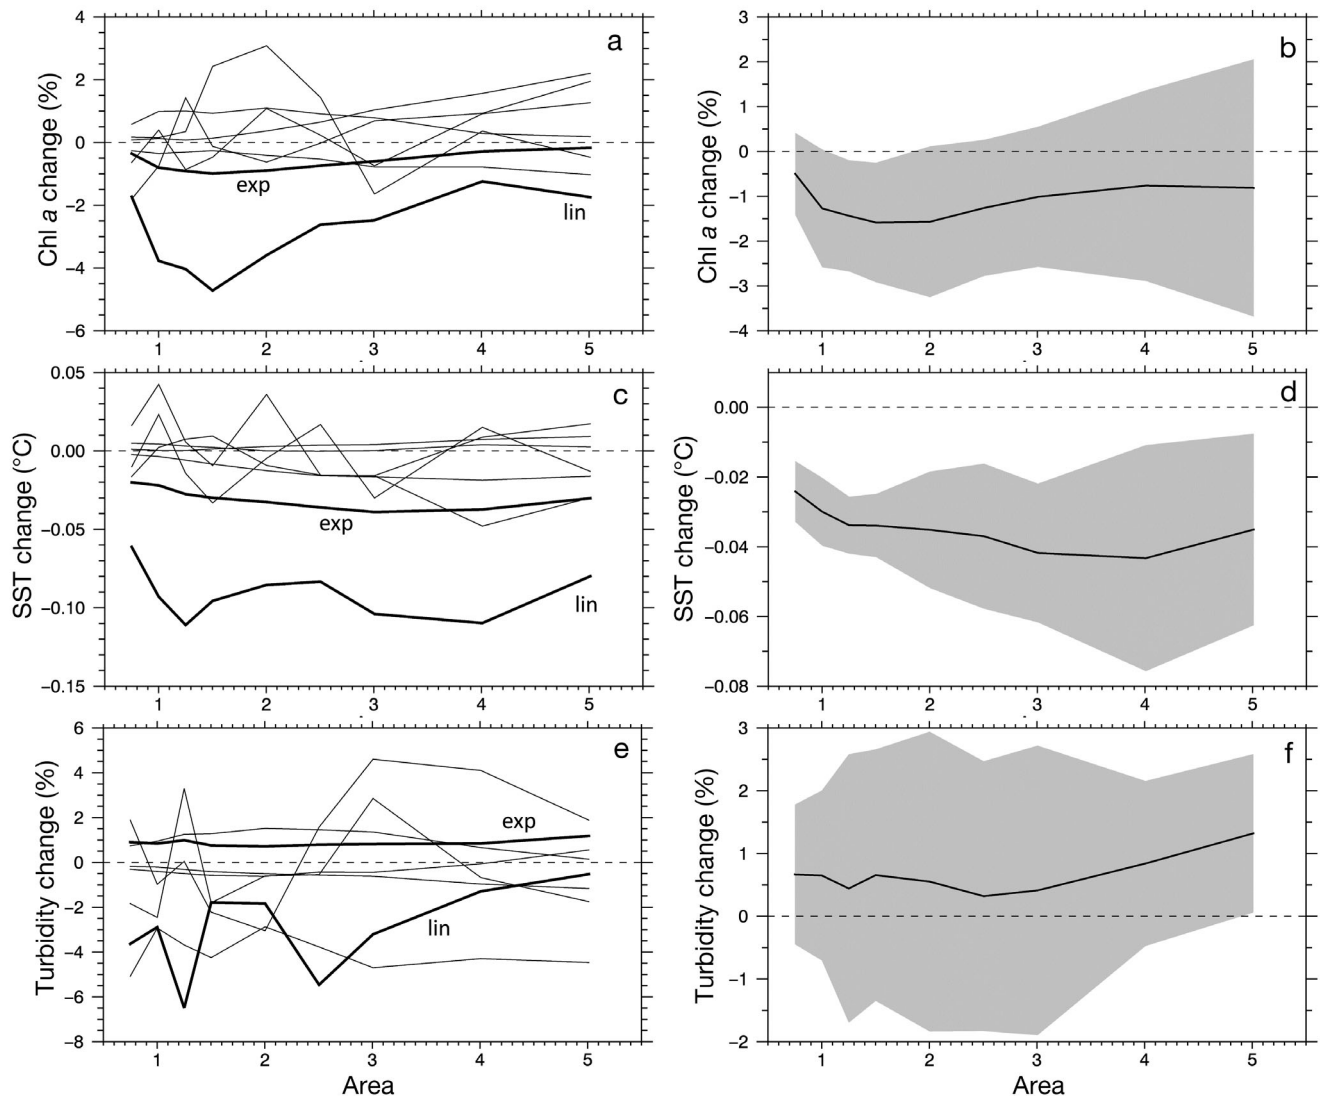 a
Chl a change (%)
4
2
0
−2
−4
−6
exp
lin
1 2 3 4 5
b
Chl a change (%)
3
2
1
0
−1
−2
−3
−4
1 2 3 4 5
c
SST change (°C)
0.05
0.00
−0.05
−0.10
−0.15
exp
lin
1 2 3 4 5
d
SST change (°C)
0.00
−0.02
−0.04
−0.06
−0.08
1 2 3 4 5
e
Turbidity change (%)
6
4
2
0
−2
−4
−6
−8
exp
lin
1 2 3 4 5
Area
f
Turbidity change (%)
3
2
1
0
−1
−2
1 2 3 4 5
Area